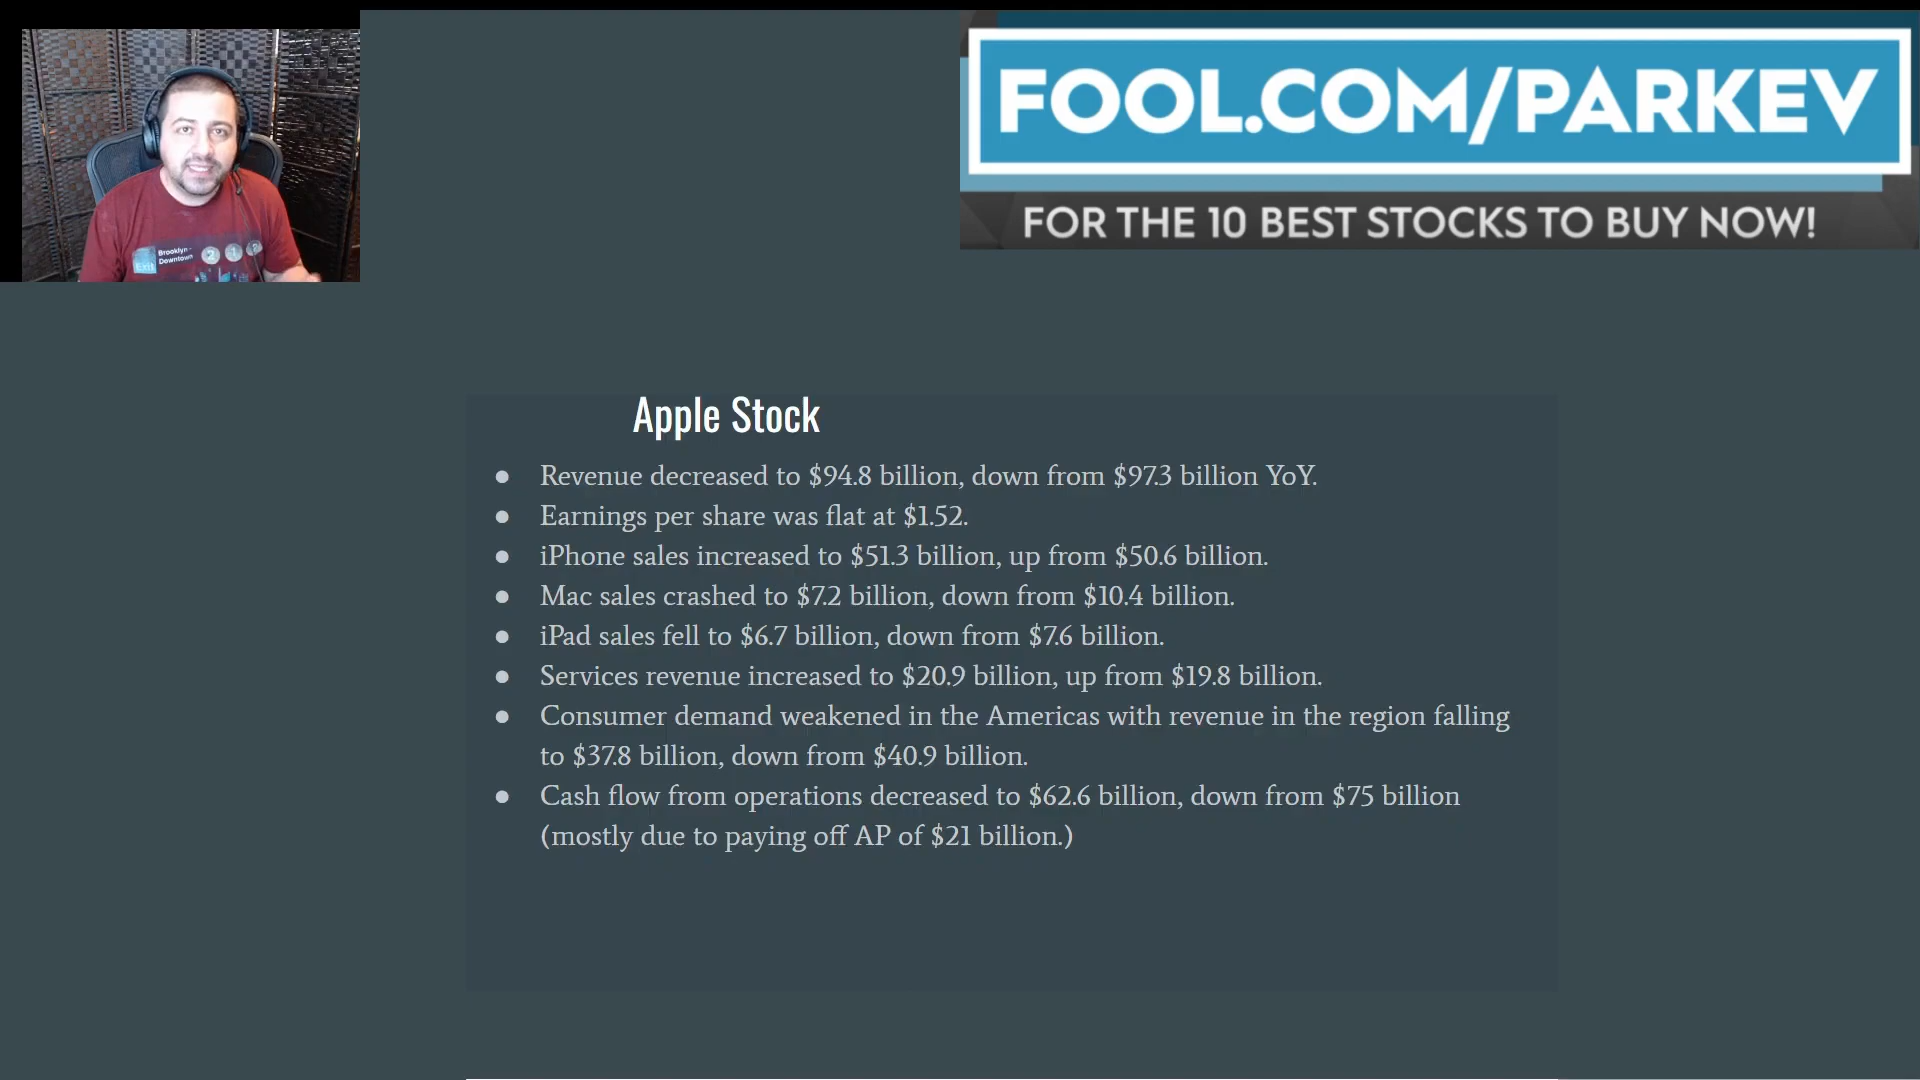 FOOL.COM/PARKEV
FOR THE 10 BEST STOCKS TO BUY NOW!
Brooklyn -
Downtown
Exit
2
1
2
Apple Stock
● Revenue decreased to $94.8 billion, down from $97.3 billion YoY.
● Earnings per share was flat at $1.52.
● iPhone sales increased to $51.3 billion, up from $50.6 billion.
● Mac sales crashed to $7.2 billion, down from $10.4 billion.
● iPad sales fell to $6.7 billion, down from $7.6 billion.
● Services revenue increased to $20.9 billion, up from $19.8 billion.
● Consumer demand weakened in the Americas with revenue in the region falling
to $37.8 billion, down from $40.9 billion.
● Cash flow from operations decreased to $62.6 billion, down from $75 billion
(mostly due to paying off AP of $21 billion.)